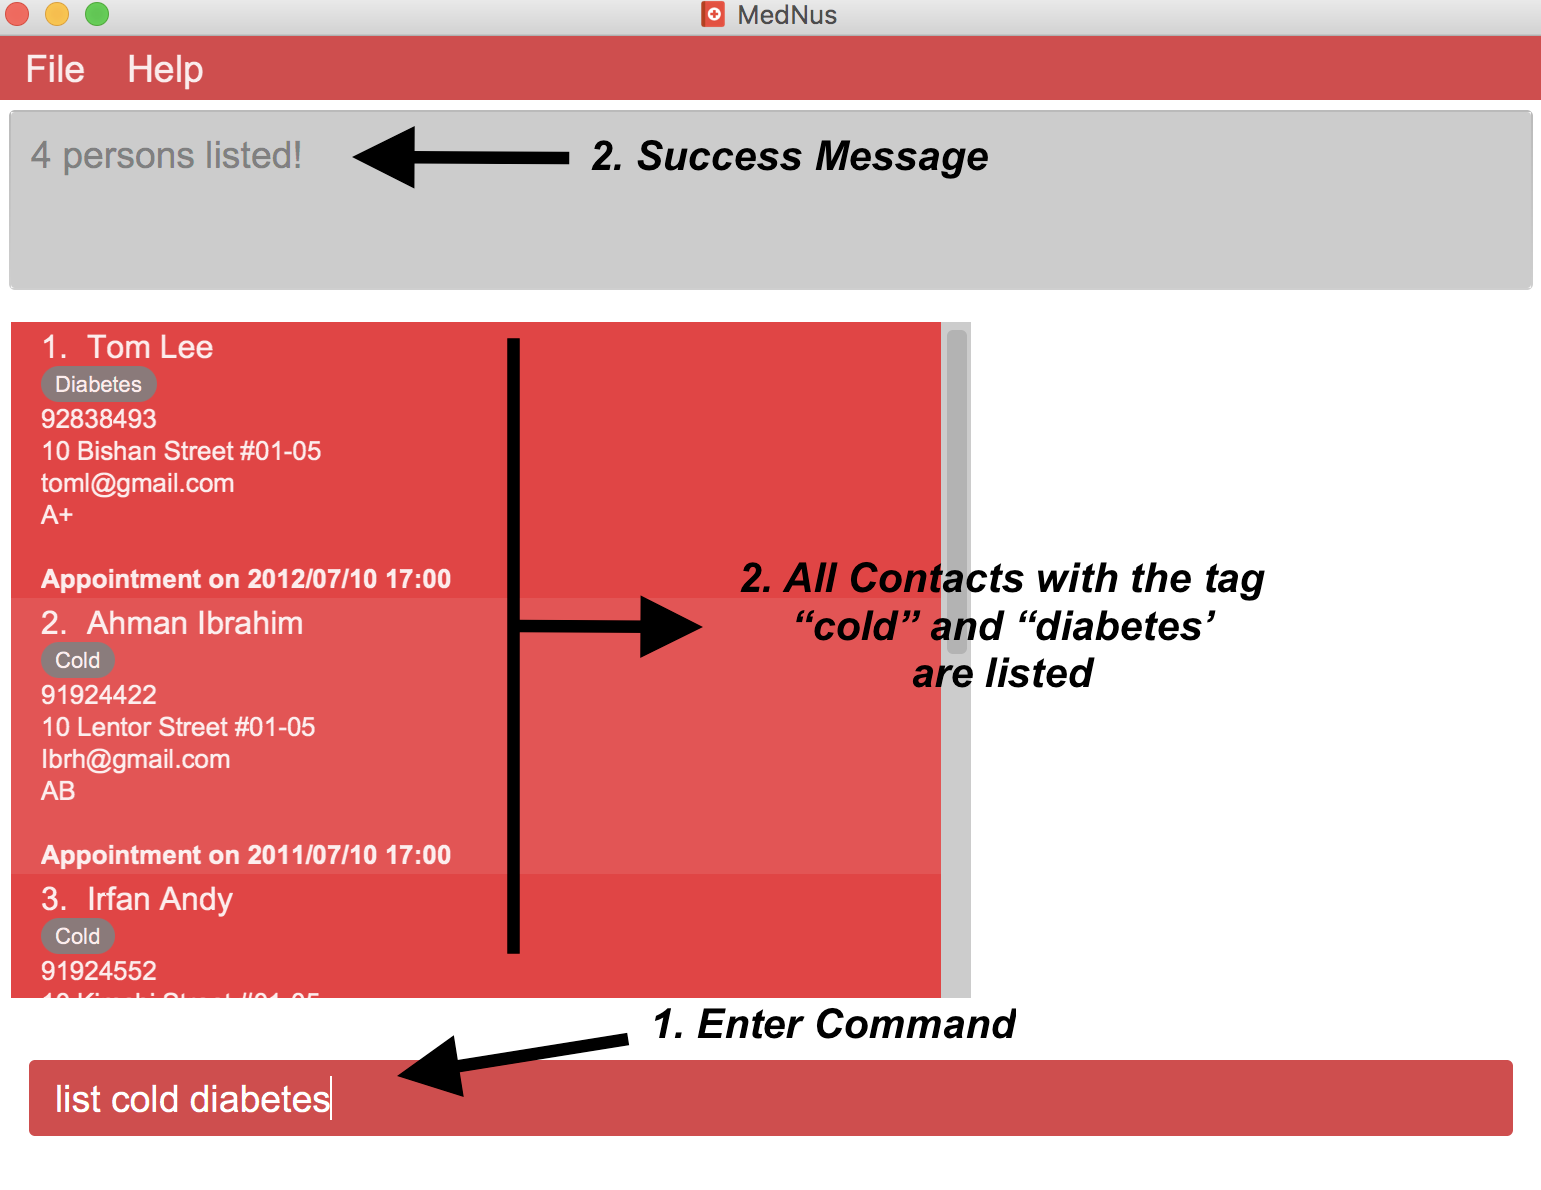 MedNus
File Help
4 persons listed!
2. Success Message
1. Tom Lee
Diabetes
92838493
10 Bishan Street #01-05
toml@gmail.com
A+
Appointment on 2012/07/10 17:00
2. Ahman Ibrahim
Cold
91924422
10 Lentor Street #01-05
lbrh@gmail.com
AB
Appointment on 2011/07/10 17:00
3. Irfan Andy
Cold
91924552
2. All Contacts with the tag
“cold” and “diabetes’
are listed
1. Enter Command
list cold diabetes